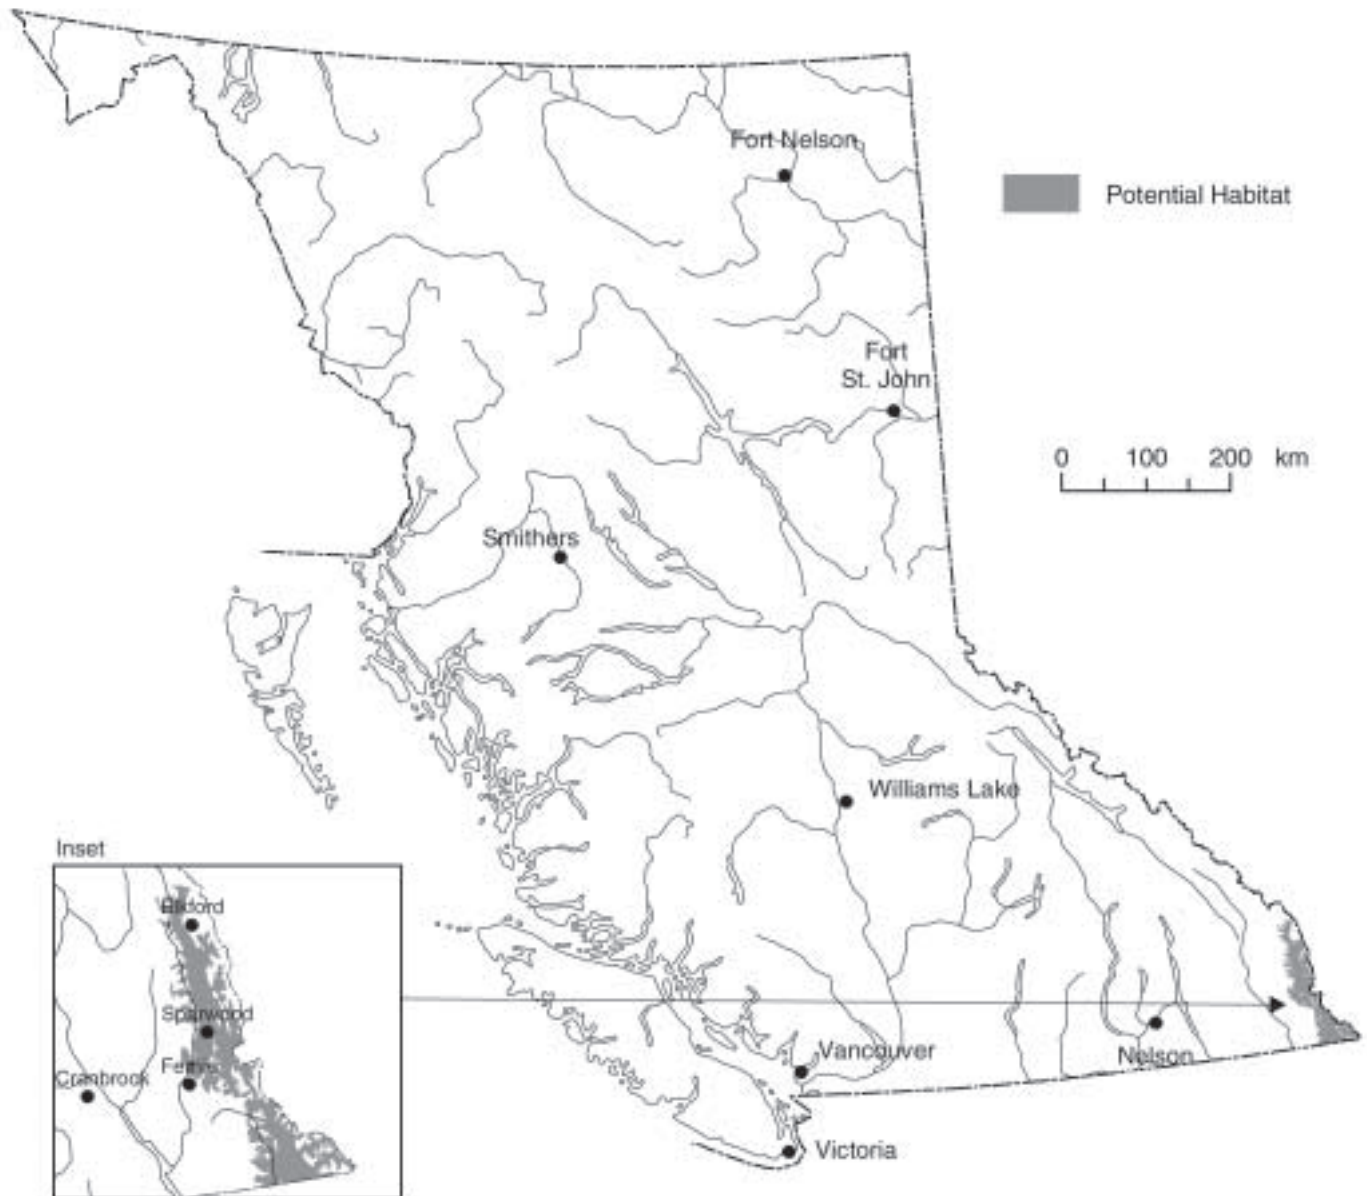 Fort Nelson
Potential Habitat
Fort
St. John
0 100 200 km
Smithers
Williams Lake
Inset
Elkford
Sparwood
Fernie
Cranbrook
Vancouver
Nelson
Victoria